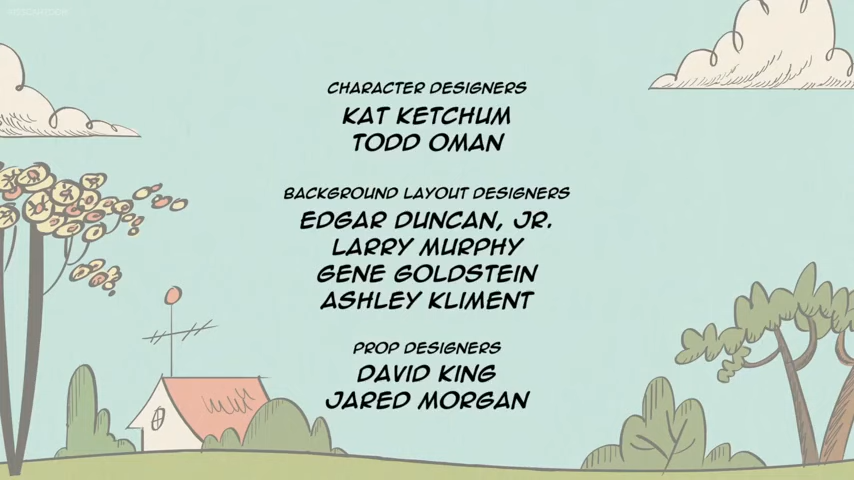 CHARACTER DESIGNERS
KAT KETCHUM
TODD OMAN
BACKGROUND LAYOUT DESIGNERS
EDGAR DUNCAN, JR.
LARRY MURPHY
GENE GOLDSTEIN
ASHLEY KLIMENT
PROP DESIGNERS
DAVID KING
JARED MORGAN